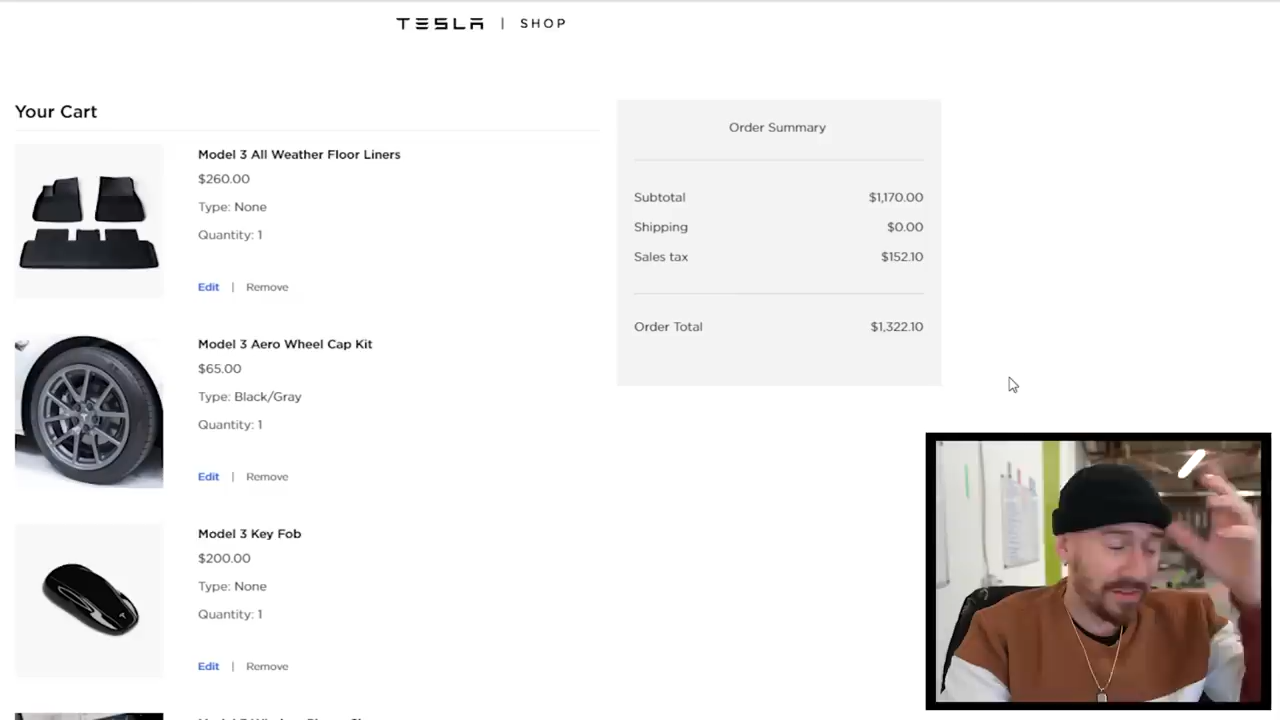 TESLA | SHOP
Your Cart
Model 3 All Weather Floor Liners
$260.00
Type: None
Quantity: 1
Edit | Remove
Model 3 Aero Wheel Cap Kit
$65.00
Type: Black/Gray
Quantity: 1
Edit | Remove
Model 3 Key Fob
$200.00
Type: None
Quantity: 1
Edit | Remove
Order Summary
Subtotal $1,170.00
Shipping $0.00
Sales tax $152.10
Order Total $1,322.10